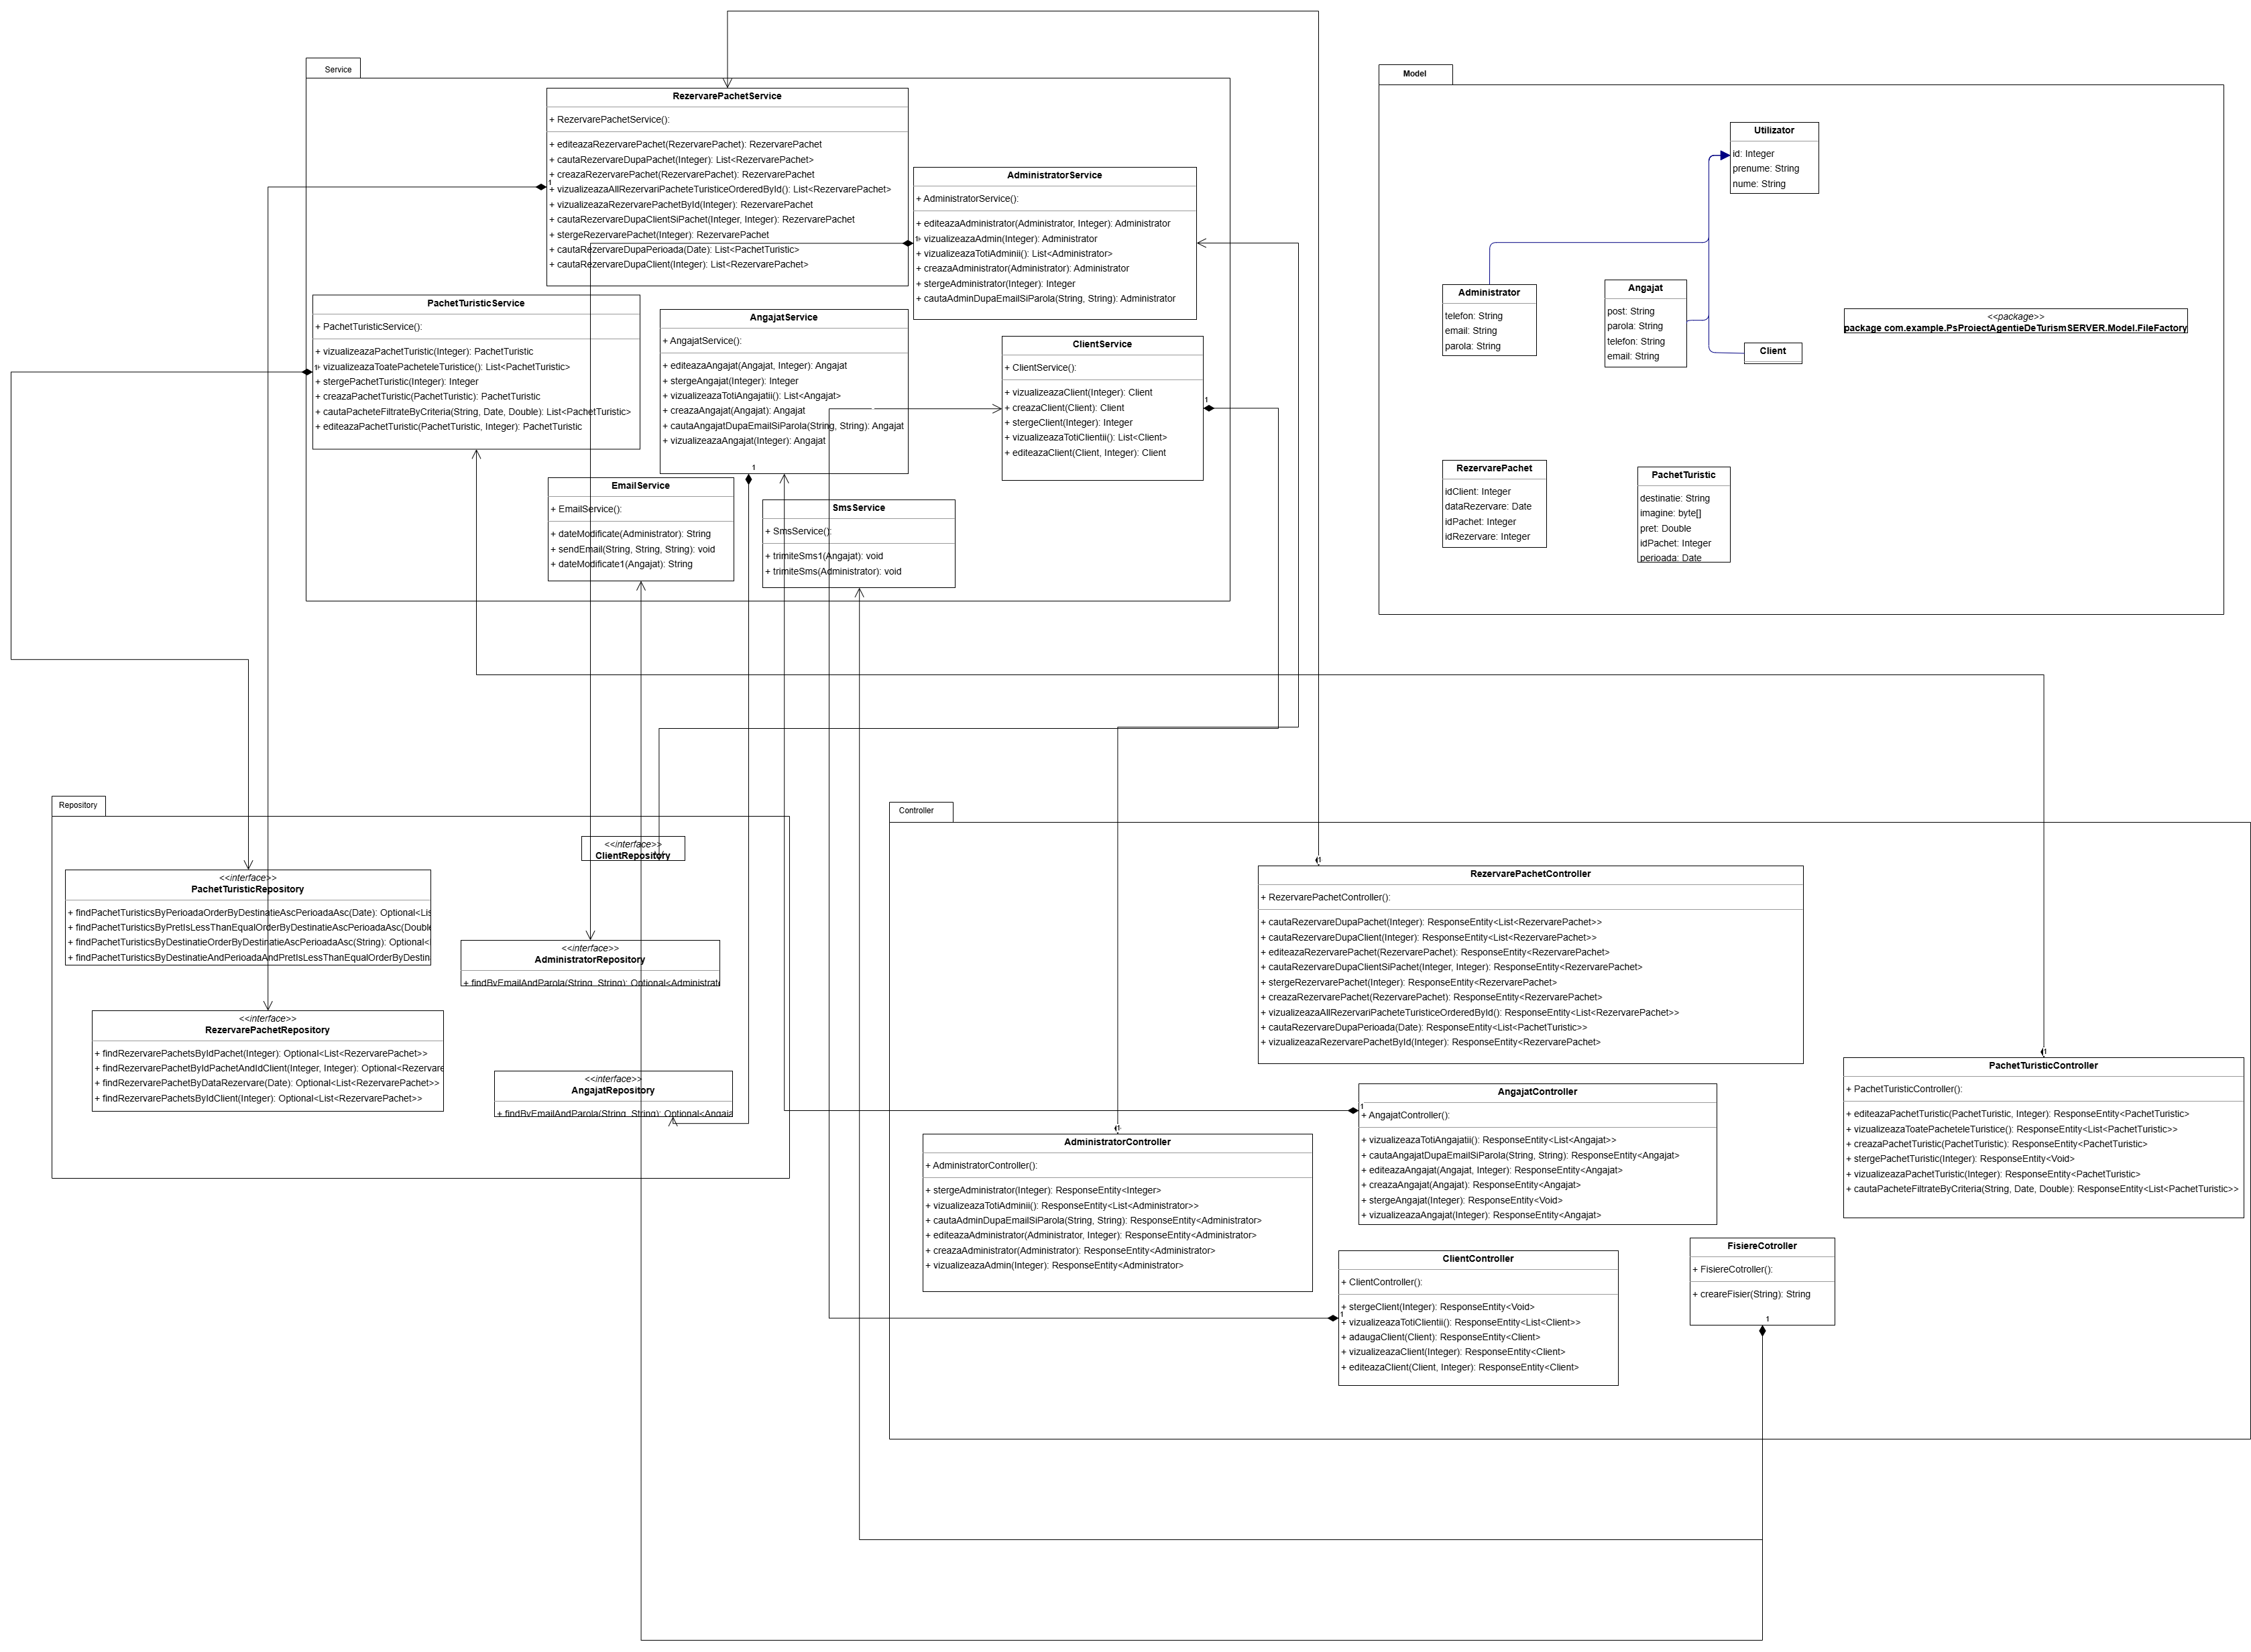 Service
RezervarePachetService
+ RezervarePachetService():
+ editeazaRezervarePachet(RezervarePachet): RezervarePachet
+ cautaRezervareDupaPachet(Integer): List<RezervarePachet>
+ creazaRezervarePachet(RezervarePachet): RezervarePachet
1
+ vizualizeazaAllRezervariPacheteTuristiceOrderedById(): List<RezervarePachet>
+ vizualizeazaRezervarePachetById(Integer): RezervarePachet
+ cautaRezervareDupaClientSiPachet(Integer, Integer): RezervarePachet
+ stergeRezervarePachet(Integer): RezervarePachet
+ cautaRezervareDupaPerioada(Date): List<PachetTuristic>
+ cautaRezervareDupaClient(Integer): List<RezervarePachet>
AdministratorService
+ AdministratorService():
+ editeazaAdministrator(Administrator, Integer): Administrator
1
+ vizualizeazaAdmin(Integer): Administrator
+ vizualizeazaTotiAdminii(): List<Administrator>
+ creazaAdministrator(Administrator): Administrator
+ stergeAdministrator(Integer): Integer
+ cautaAdminDupaEmailSiParola(String, String): Administrator
PachetTuristicService
+ PachetTuristicService():
+ vizualizeazaPachetTuristic(Integer): PachetTuristic
1
+ vizualizeazaToatePacheteleTuristice(): List<PachetTuristic>
+ stergePachetTuristic(Integer): Integer
+ creazaPachetTuristic(PachetTuristic): PachetTuristic
+ cautaPacheteFiltrateByCriteria(String, Date, Double): List<PachetTuristic>
+ editeazaPachetTuristic(PachetTuristic, Integer): PachetTuristic
AngajatService
+ AngajatService():
+ editeazaAngajat(Angajat, Integer): Angajat
+ stergeAngajat(Integer): Integer
+ vizualizeazaTotiAngajatii(): List<Angajat>
+ creazaAngajat(Angajat): Angajat
+ cautaAngajatDupaEmailSiParola(String, String): Angajat
+ vizualizeazaAngajat(Integer): Angajat
1
ClientService
+ ClientService():
+ vizualizeazaClient(Integer): Client
+ creazaClient(Client): Client
+ stergeClient(Integer): Integer
+ vizualizeazaTotiClientii(): List<Client>
+ editeazaClient(Client, Integer): Client
1
EmailService
+ EmailService():
+ dateModificate(Administrator): String
+ sendEmail(String, String, String): void
+ dateModificate1(Angajat): String
SmsService
+ SmsService():
+ trimiteSms1(Angajat): void
+ trimiteSms(Administrator): void
Model
Utilizator
id: Integer
prenume: String
nume: String
Administrator
telefon: String
email: String
parola: String
Angajat
post: String
parola: String
telefon: String
email: String
Client
<<package>>
package com.example.PsProiectAgentieDeTurismSERVER.Model.FileFactory
RezervarePachet
idClient: Integer
dataRezervare: Date
idPachet: Integer
idRezervare: Integer
PachetTuristic
destinatie: String
imagine: byte[]
pret: Double
idPachet: Integer
perioada: Date
Repository
<<interface>>
ClientRepository
<<interface>>
PachetTuristicRepository
+ findPachetTuristicsByPerioadaOrderByDestinatieAscPerioadaAsc(Date): Optional<Lis
+ findPachetTuristicsByPretIsLessThanEqualOrderByDestinatieAscPerioadaAsc(Double
+ findPachetTuristicsByDestinatieOrderByDestinatieAscPerioadaAsc(String): Optional<
+ findPachetTuristicsByDestinatieAndPerioadaAndPretIsLessThanEqualOrderByDestin
<<interface>>
AdministratorRepository
+ findByEmailAndParola(String, String): Optional<Administrato
<<interface>>
RezervarePachetRepository
+ findRezervarePachetsByIdPachet(Integer): Optional<List<RezervarePachet>>
+ findRezervarePachetByIdPachetAndIdClient(Integer, Integer): Optional<Rezervare
+ findRezervarePachetByDataRezervare(Date): Optional<List<RezervarePachet>>
+ findRezervarePachetsByIdClient(Integer): Optional<List<RezervarePachet>>
<<interface>>
AngajatRepository
+ findByEmailAndParola(String, String): Optional<Angaja
Controller
1
RezervarePachetController
+ RezervarePachetController():
+ cautaRezervareDupaPachet(Integer): ResponseEntity<List<RezervarePachet>>
+ cautaRezervareDupaClient(Integer): ResponseEntity<List<RezervarePachet>>
+ editeazaRezervarePachet(RezervarePachet): ResponseEntity<RezervarePachet>
+ cautaRezervareDupaClientSiPachet(Integer, Integer): ResponseEntity<RezervarePachet>
+ stergeRezervarePachet(Integer): ResponseEntity<RezervarePachet>
+ creazaRezervarePachet(RezervarePachet): ResponseEntity<RezervarePachet>
+ vizualizeazaAllRezervariPacheteTuristiceOrderedById(): ResponseEntity<List<RezervarePachet>>
+ cautaRezervareDupaPerioada(Date): ResponseEntity<List<PachetTuristic>>
+ vizualizeazaRezervarePachetById(Integer): ResponseEntity<RezervarePachet>
1
PachetTuristicController
+ PachetTuristicController():
+ editeazaPachetTuristic(PachetTuristic, Integer): ResponseEntity<PachetTuristic>
+ vizualizeazaToatePacheteleTuristice(): ResponseEntity<List<PachetTuristic>>
+ creazaPachetTuristic(PachetTuristic): ResponseEntity<PachetTuristic>
+ stergePachetTuristic(Integer): ResponseEntity<Void>
+ vizualizeazaPachetTuristic(Integer): ResponseEntity<PachetTuristic>
+ cautaPacheteFiltrateByCriteria(String, Date, Double): ResponseEntity<List<PachetTuristic>>
AngajatController
1
+ AngajatController():
+ vizualizeazaTotiAngajatii(): ResponseEntity<List<Angajat>>
+ cautaAngajatDupaEmailSiParola(String, String): ResponseEntity<Angajat>
+ editeazaAngajat(Angajat, Integer): ResponseEntity<Angajat>
+ creazaAngajat(Angajat): ResponseEntity<Angajat>
+ stergeAngajat(Integer): ResponseEntity<Void>
+ vizualizeazaAngajat(Integer): ResponseEntity<Angajat>
1
AdministratorController
+ AdministratorController():
+ stergeAdministrator(Integer): ResponseEntity<Integer>
+ vizualizeazaTotiAdminii(): ResponseEntity<List<Administrator>>
+ cautaAdminDupaEmailSiParola(String, String): ResponseEntity<Administrator>
+ editeazaAdministrator(Administrator, Integer): ResponseEntity<Administrator>
+ creazaAdministrator(Administrator): ResponseEntity<Administrator>
+ vizualizeazaAdmin(Integer): ResponseEntity<Administrator>
ClientController
+ ClientController():
+ stergeClient(Integer): ResponseEntity<Void>
1
+ vizualizeazaTotiClientii(): ResponseEntity<List<Client>>
+ adaugaClient(Client): ResponseEntity<Client>
+ vizualizeazaClient(Integer): ResponseEntity<Client>
+ editeazaClient(Client, Integer): ResponseEntity<Client>
FisiereCotroller
+ FisiereCotroller():
+ creareFisier(String): String
1